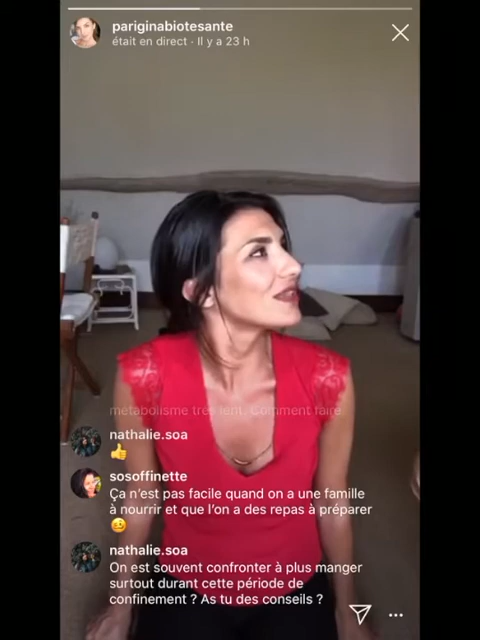 pariginabiotesante
était en direct · Il y a 23 h
métabolisme très lent. Comment faire
nathalie.soa
👍
sosoffinette
Ça n'est pas facile quand on a une famille
à nourrir et que l'on a des repas à préparer
🥴
nathalie.soa
On est souvent confronter à plus manger
surtout durant cette période de
confinement ? As tu des conseils ?